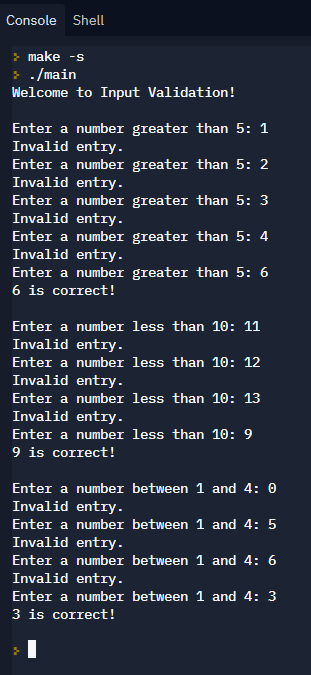 Console Shell
make -s
./main
Welcome to Input Validation!
Enter a number greater than 5: 1
Invalid entry.
Enter a number greater than 5: 2
Invalid entry.
Enter a number greater than 5: 3
Invalid entry.
Enter a number greater than 5: 4
Invalid entry.
Enter a number greater than 5: 6
6 is correct!
Enter a number less than 10: 11
Invalid entry.
Enter a number less than 10: 12
Invalid entry.
Enter a number less than 10: 13
Invalid entry.
Enter a number less than 10: 9
9 is correct!
Enter a number between 1 and 4: 0
Invalid entry.
Enter a number between 1 and 4: 5
Invalid entry.
Enter a number between 1 and 4: 6
Invalid entry.
Enter a number between 1 and 4: 3
3 is correct!